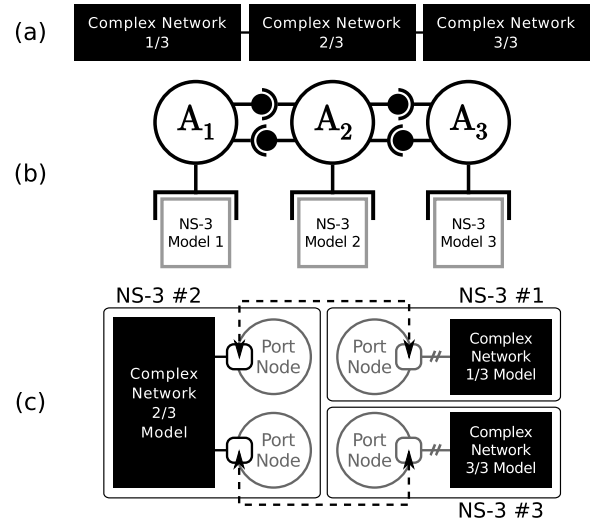 (a)
Complex Network
1/3
Complex Network
2/3
Complex Network
3/3
(b)
A1
A2
A3
NS-3
Model 1
NS-3
Model 2
NS-3
Model 3
(c)
NS-3 #2
NS-3 #1
Complex
Network
2/3
Model
Port
Node
Port
Node
Complex
Network
1/3 Model
Port
Node
Port
Node
Complex
Network
3/3 Model
NS-3 #3